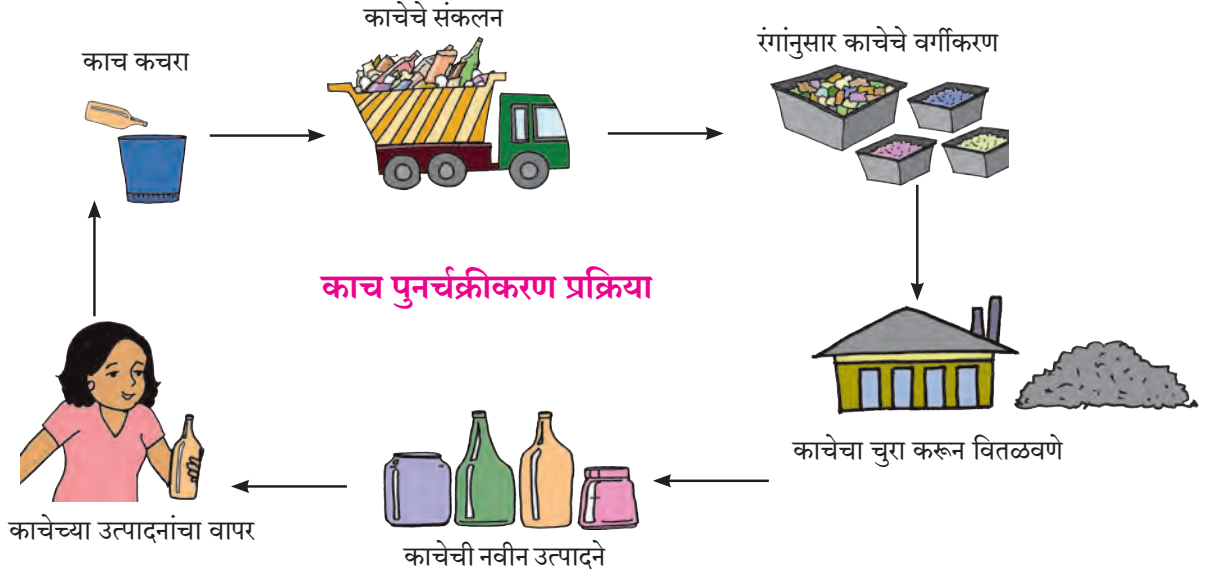 काच कचरा
काचेचे संकलन
रंगांनुसार काचेचे वर्गीकरण
काच पुनर्चक्रीकरण प्रक्रिया
काचेचा चुरा करून वितळवणे
काचेची नवीन उत्पादने
काचेच्या उत्पादनांचा वापर